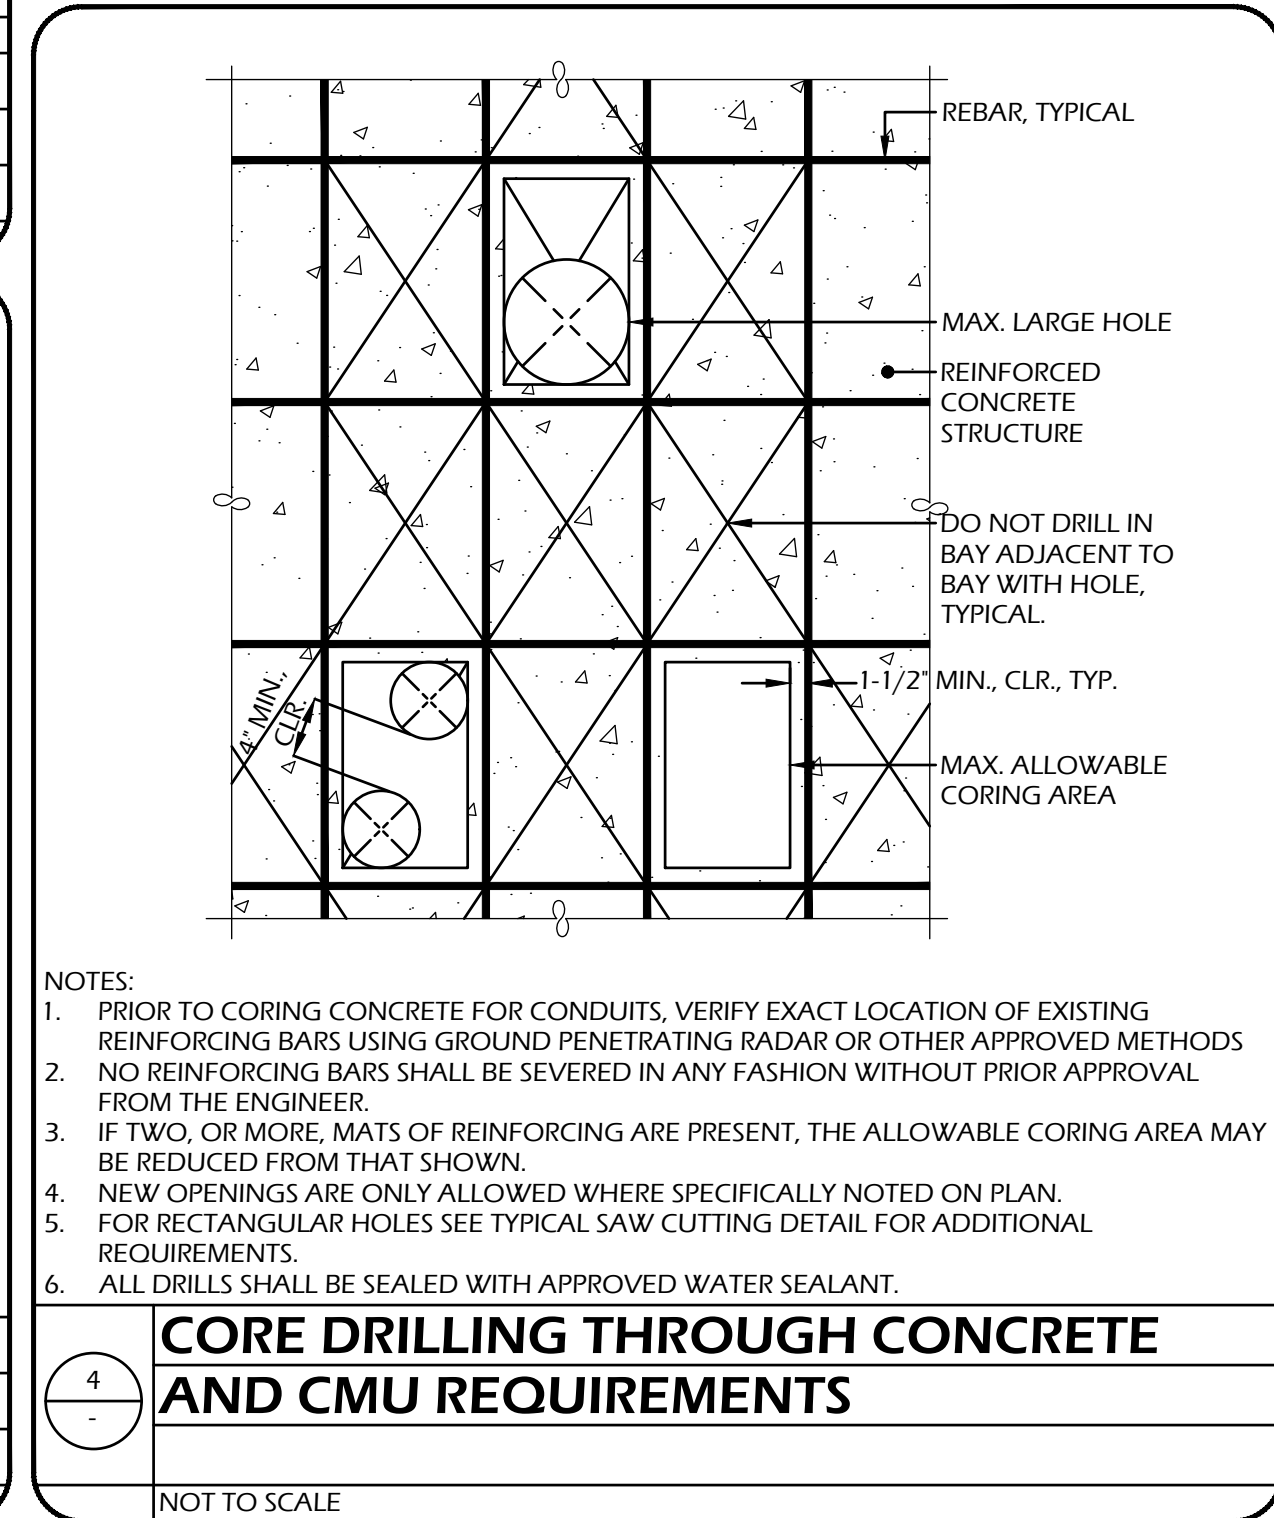 REBAR, TYPICAL
MAX. LARGE HOLE
REINFORCED
CONCRETE
STRUCTURE
DO NOT DRILL IN
BAY ADJACENT TO
BAY WITH HOLE,
TYPICAL.
4" MIN.,
CLR.
1-1/2" MIN., CLR., TYP.
MAX. ALLOWABLE
CORING AREA
NOTES:
1. PRIOR TO CORING CONCRETE FOR CONDUITS, VERIFY EXACT LOCATION OF EXISTING
REINFORCING BARS USING GROUND PENETRATING RADAR OR OTHER APPROVED METHODS
2. NO REINFORCING BARS SHALL BE SEVERED IN ANY FASHION WITHOUT PRIOR APPROVAL
FROM THE ENGINEER.
3. IF TWO, OR MORE, MATS OF REINFORCING ARE PRESENT, THE ALLOWABLE CORING AREA MAY
BE REDUCED FROM THAT SHOWN.
4. NEW OPENINGS ARE ONLY ALLOWED WHERE SPECIFICALLY NOTED ON PLAN.
5. FOR RECTANGULAR HOLES SEE TYPICAL SAW CUTTING DETAIL FOR ADDITIONAL
REQUIREMENTS.
6. ALL DRILLS SHALL BE SEALED WITH APPROVED WATER SEALANT.
CORE DRILLING THROUGH CONCRETE
AND CMU REQUIREMENTS
4
-
NOT TO SCALE